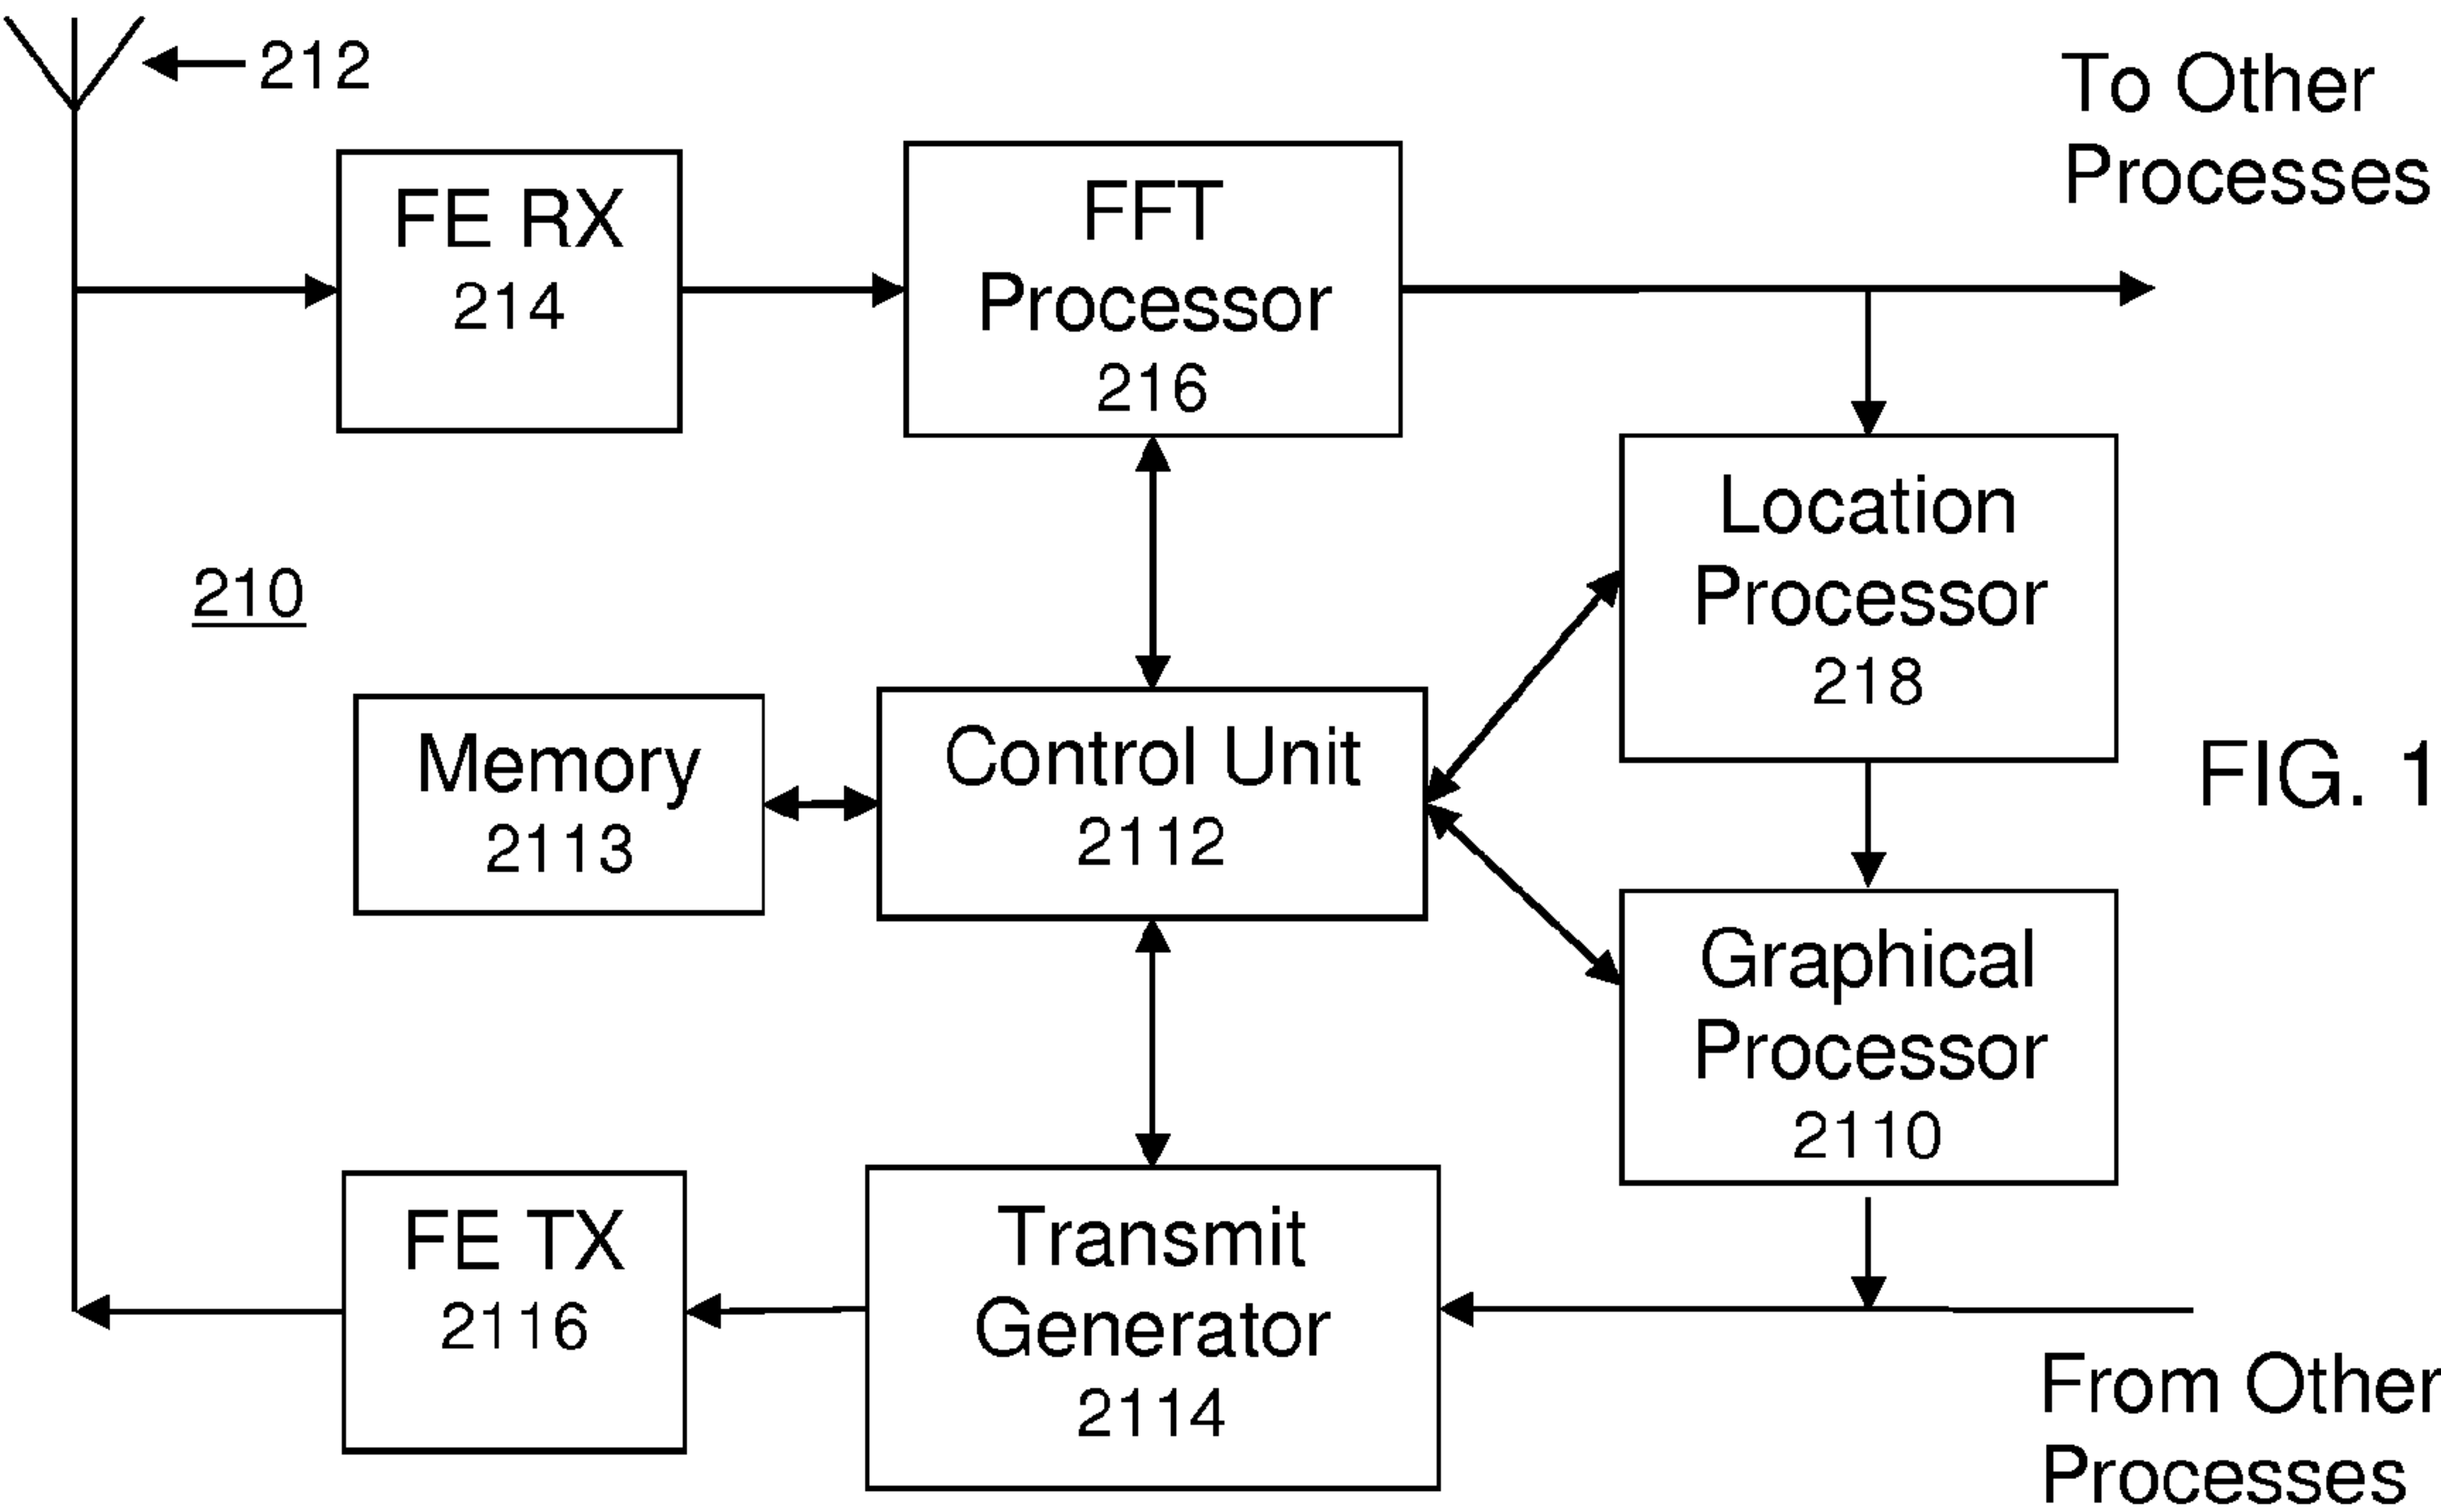 212
To Other
Processes
FE RX
214
FFT
Processor
216
Location
Processor
218
210
Memory
2113
Control Unit
2112
FIG. 1
Graphical
Processor
2110
FE TX
2116
Transmit
Generator
2114
From Other
Processes